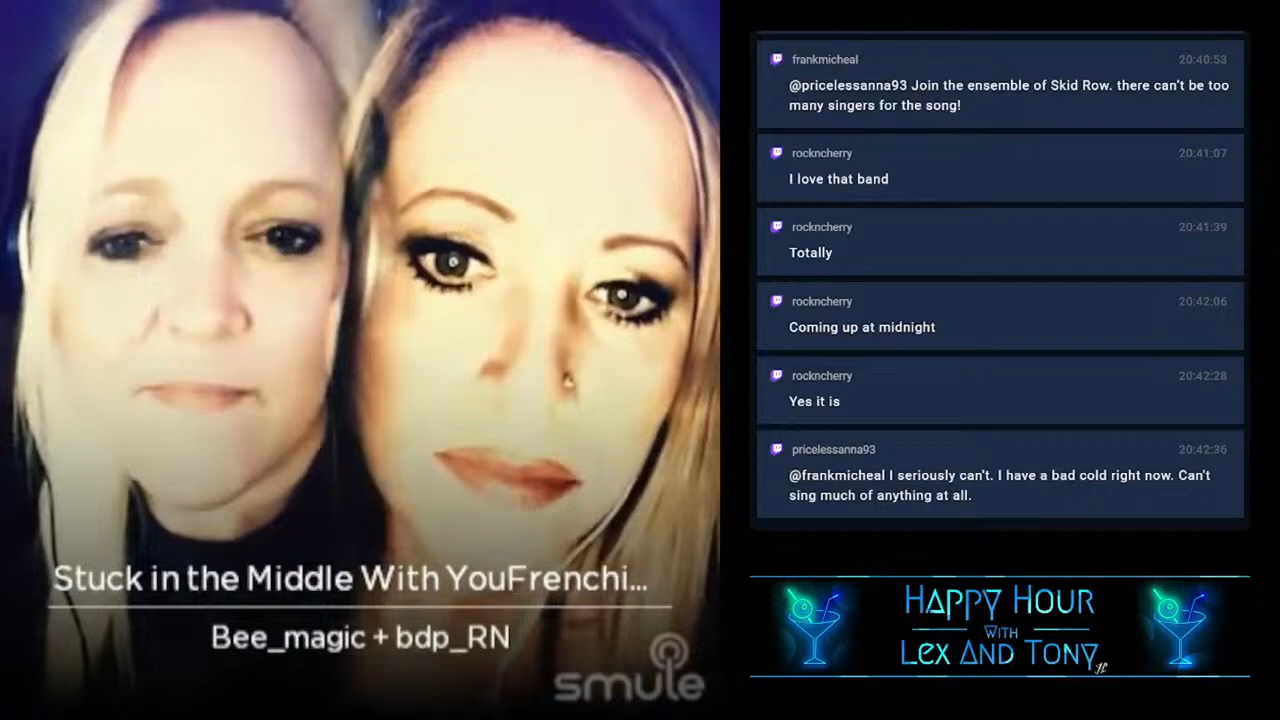 Stuck in the Middle With YouFrenchi...
Bee_magic + bdp_RN
smule
frankmicheal 20:40:53
@pricelessanna93 Join the ensemble of Skid Row. there can't be too
many singers for the song!
rockncherry 20:41:07
I love that band
rockncherry 20:41:39
Totally
rockncherry 20:42:06
Coming up at midnight
rockncherry 20:42:28
Yes it is
pricelessanna93 20:42:36
@frankmicheal I seriously can't. I have a bad cold right now. Can't
sing much of anything at all.
HAPPY HOUR
WITH
LEX AND TONY